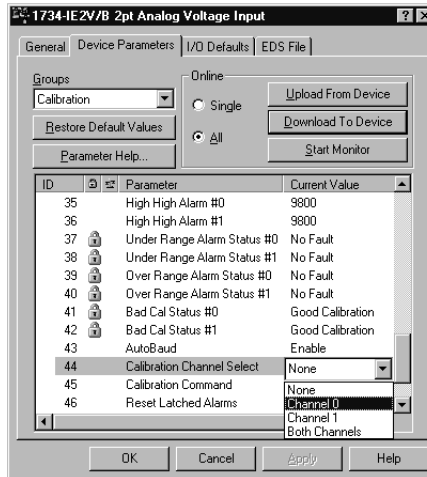 1734-IE2V/B 2pt Analog Voltage Input
General Device Parameters I/O Defaults EDS File
Groups
Calibration
Restore Default Values
Parameter Help...
Online
Single
All
Upload From Device
Download To Device
Start Monitor
ID Parameter Current Value
35 High High Alarm #0 9800
36 High High Alarm #1 9800
37 Under Range Alarm Status #0 No Fault
38 Under Range Alarm Status #1 No Fault
39 Over Range Alarm Status #0 No Fault
40 Over Range Alarm Status #1 No Fault
41 Bad Cal Status #0 Good Calibration
42 Bad Cal Status #1 Good Calibration
43 AutoBaud Enable
44 Calibration Channel Select None
45 Calibration Command
46 Reset Latched Alarms
None
Channel 0
Channel 1
Both Channels
OK Cancel Apply Help